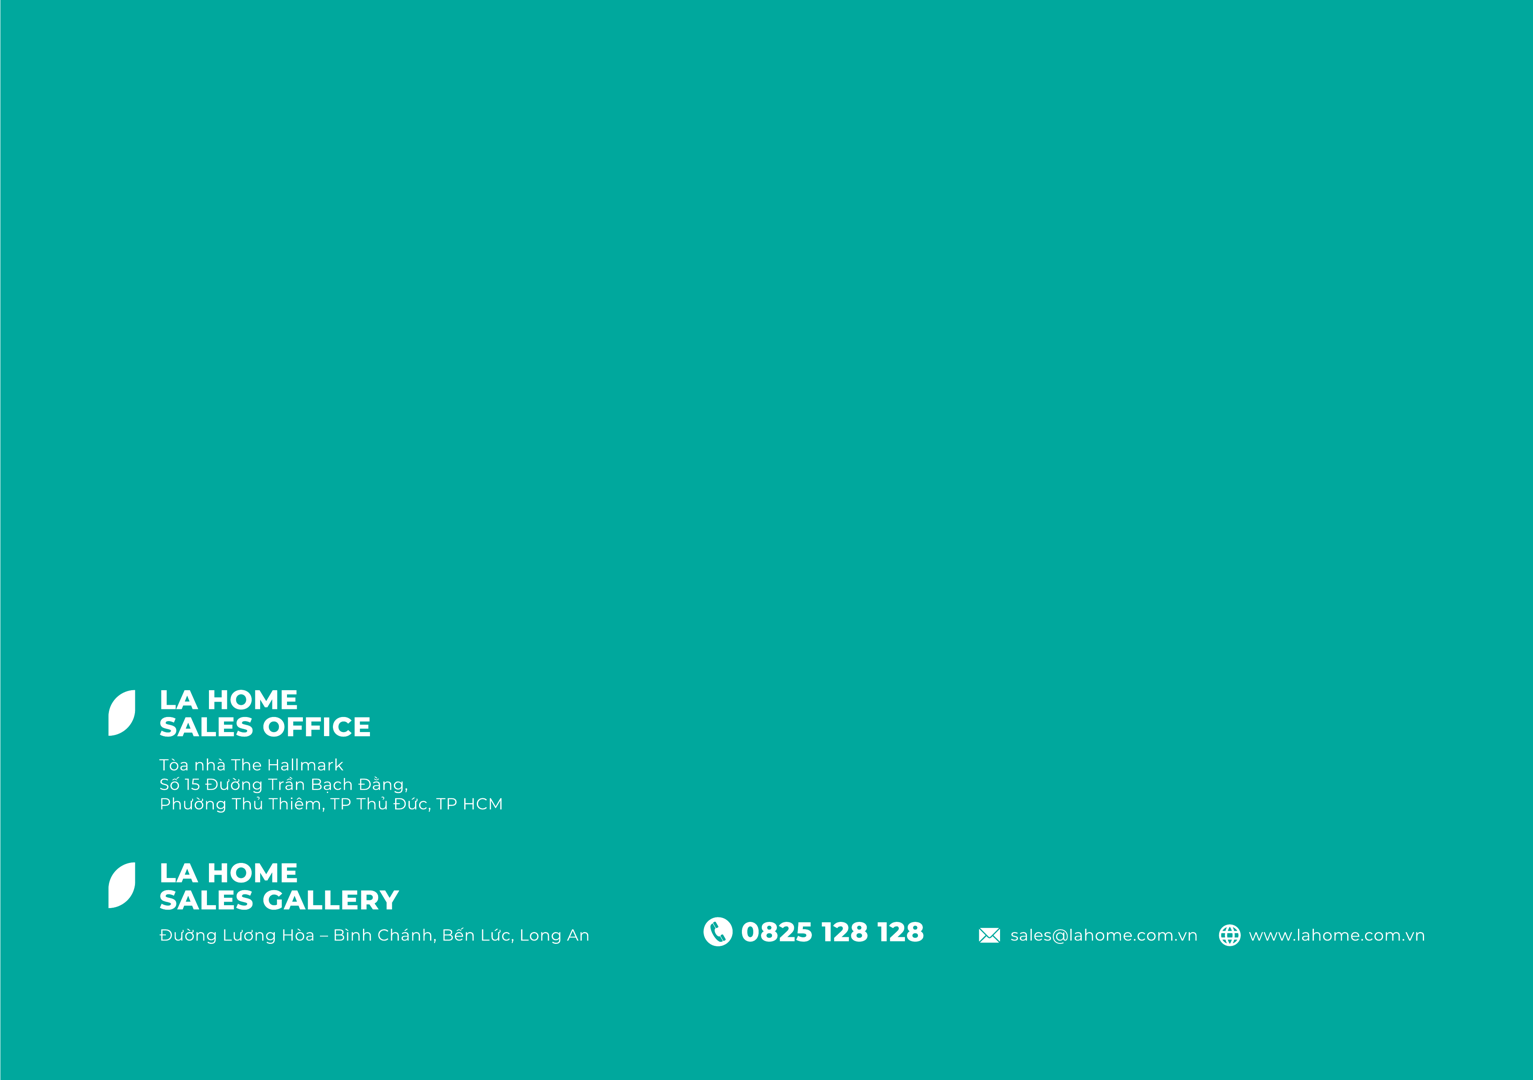 LA HOME
SALES OFFICE
Tòa nhà The Hallmark
Số 15 Đường Trần Bạch Đằng,
Phường Thủ Thiêm, TP Thủ Đức, TP HCM
LA HOME
SALES GALLERY
Đường Lương Hòa – Bình Chánh, Bến Lức, Long An
0825 128 128
sales@lahome.com.vn
www.lahome.com.vn